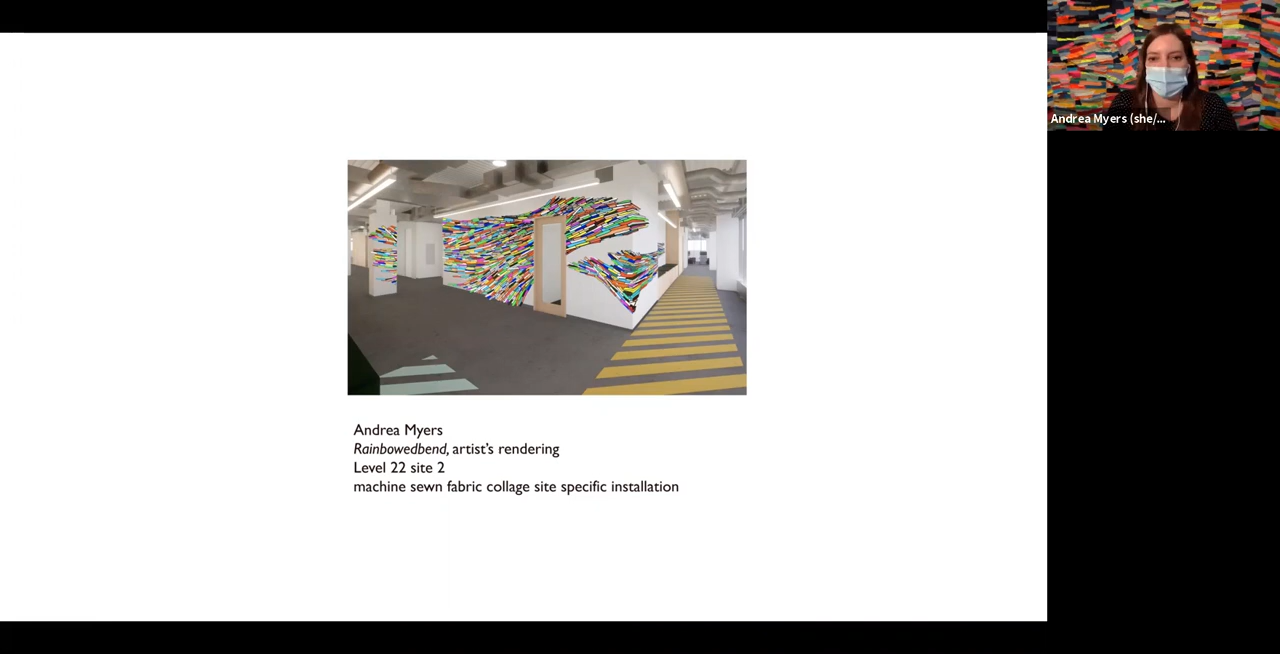 Andrea Myers (she/...
Andrea Myers
Rainbowedbend, artist's rendering
Level 22 site 2
machine sewn fabric collage site specific installation